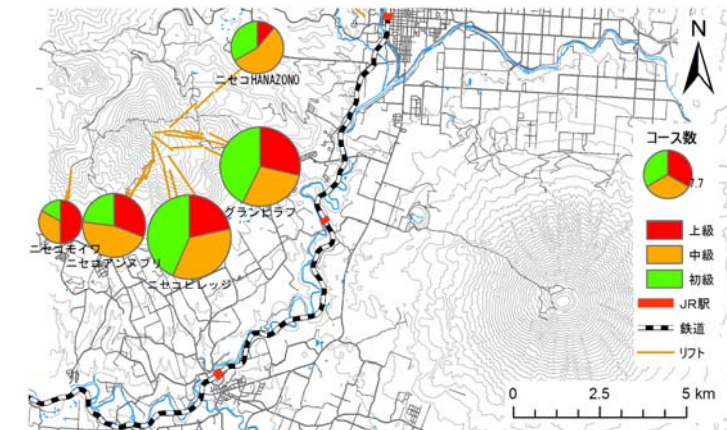 ニセコHANAZONO
グランヒラフ
ニセコモイワ
ニセコアンヌプリ
ニセコビレッジ
N
コース数
7.7
上級
中級
初級
JR駅
鉄道
リフト
0 2.5 5 km